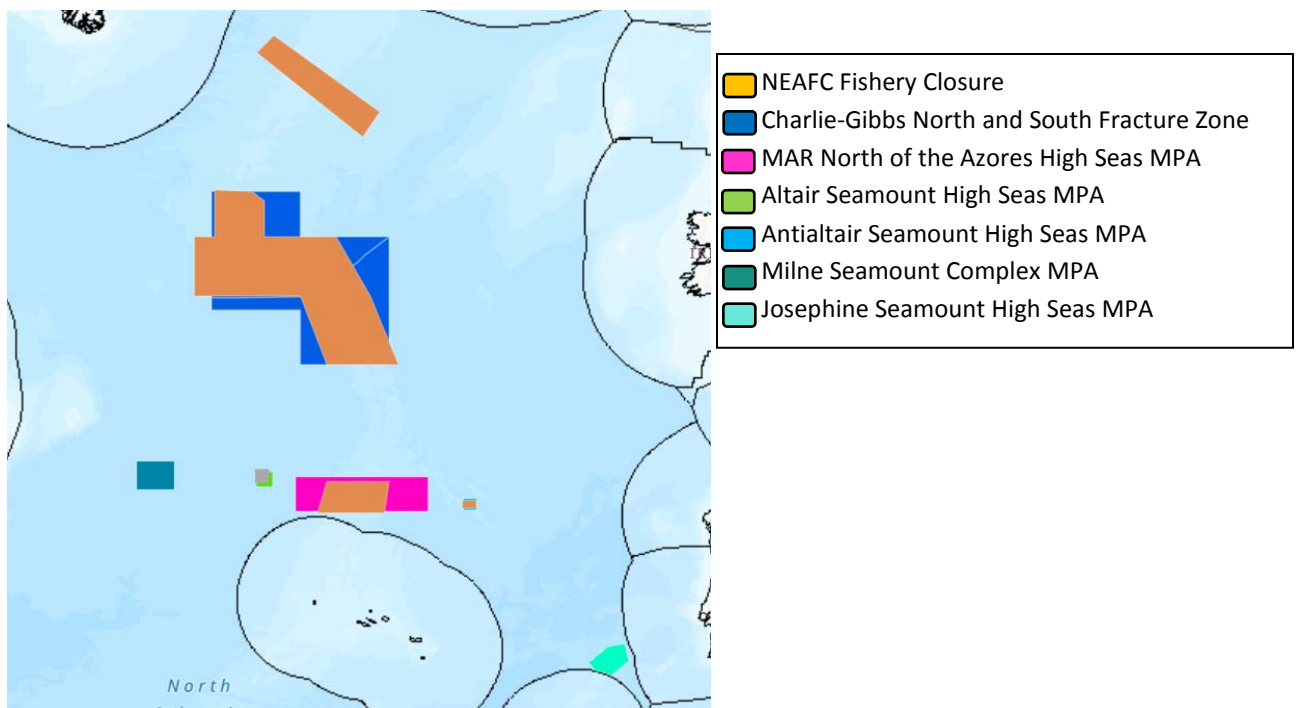 NEAFC Fishery Closure
Charlie-Gibbs North and South Fracture Zone
MAR North of the Azores High Seas MPA
Altair Seamount High Seas MPA
Antialtair Seamount High Seas MPA
Milne Seamount Complex MPA
Josephine Seamount High Seas MPA
North